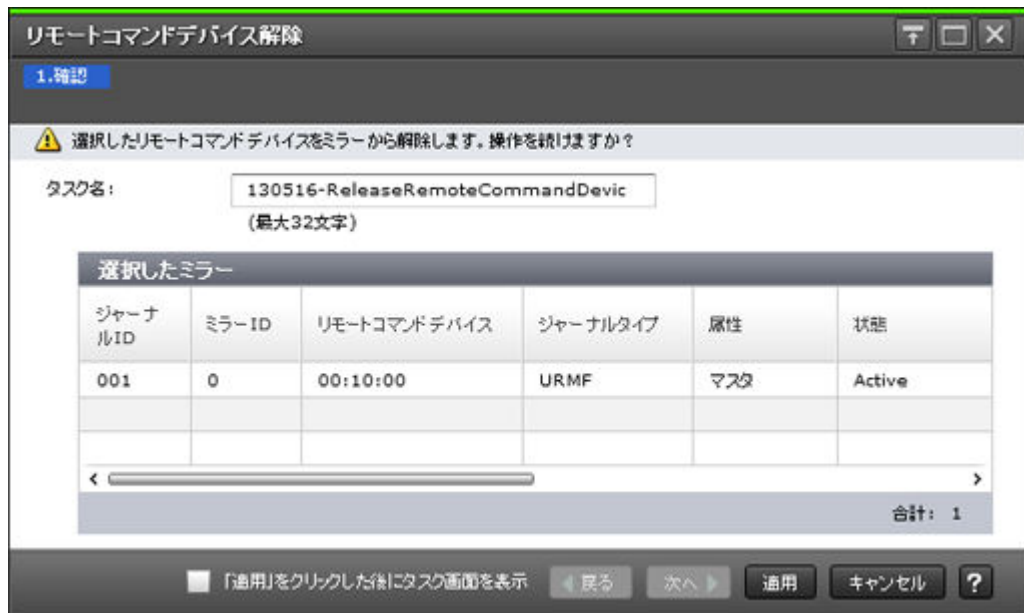 リモートコマンドデバイス解除
1.確認
選択したリモートコマンドデバイスをミラーから解除します。操作を続けますか？
タスク名： 130516-ReleaseRemoteCommandDevic
(最大32文字)
選択したミラー
ジャーナルID ミラーID リモートコマンドデバイス ジャーナルタイプ 属性 状態
001 0 00:10:00 URMF マスタ Active
合計： 1
「適用」をクリックした後にタスク画面を表示 戻る 次へ 適用 キャンセル ?